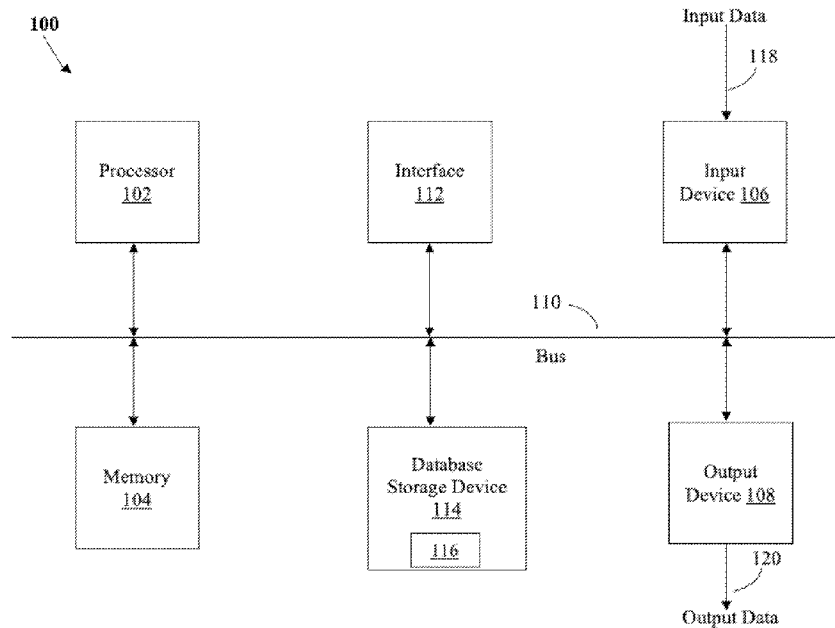 100
Input Data
118
Processor
102
Interface
112
Input
Device 106
110
Bus
Memory
104
Database
Storage Device
114
116
Output
Device 108
120
Output Data